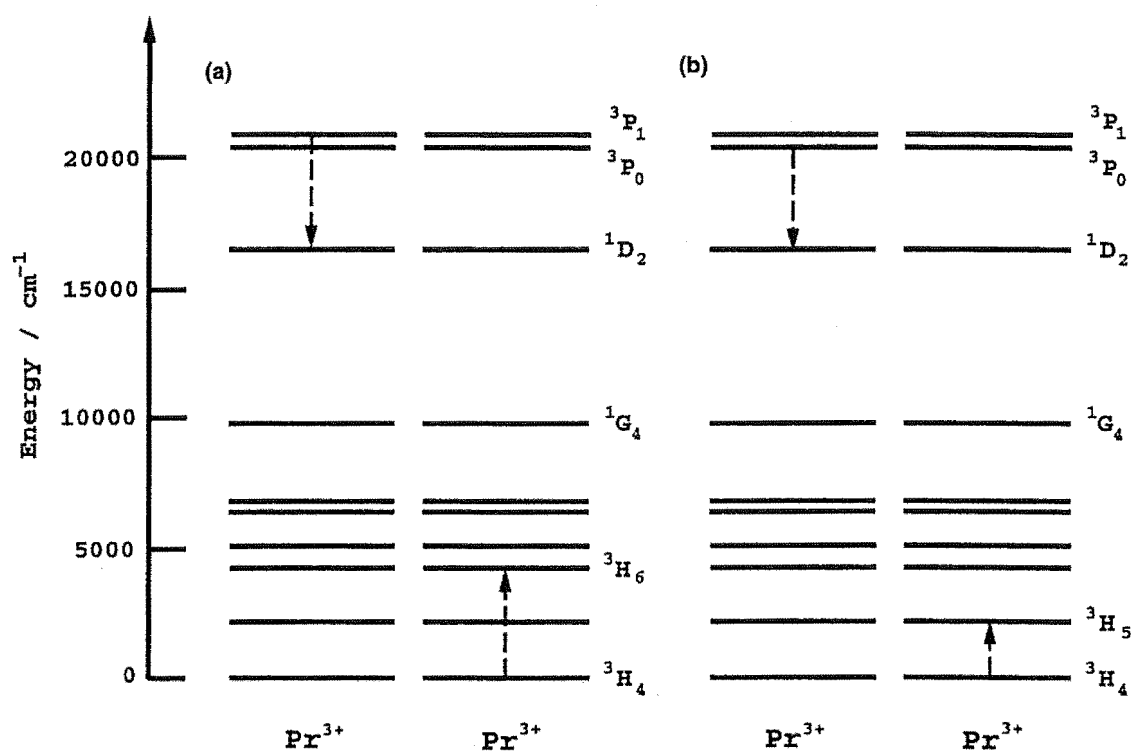 (a)
(b)
³P₁
³P₁
20000
³P₀
³P₀
¹D₂
¹D₂
15000
Energy / cm⁻¹
10000
¹G₄
¹G₄
5000
³H₆
³H₅
0
³H₄
³H₄
Pr³⁺
Pr³⁺
Pr³⁺
Pr³⁺